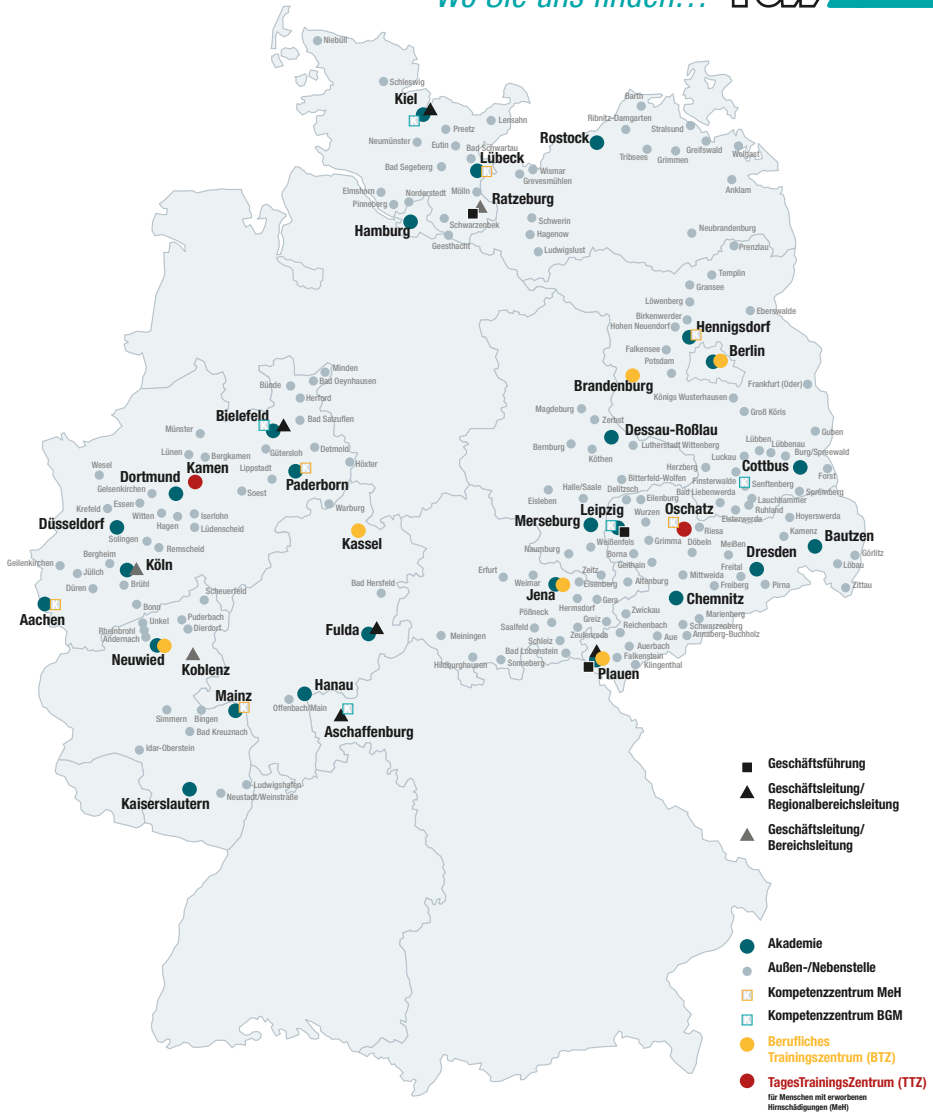 Wo Sie uns finden...
Niebüll
Schleswig
Kiel
Preetz
Lensahn
Neumünster
Eutin
Bad Schwartau
Lübeck
Bad Segeberg
Wismar
Grevesmühlen
Elmshorn
Norderstedt
Mölln
Ratzeburg
Pinneberg
Hamburg
Schwarzenbek
Geesthacht
Schwerin
Hagenow
Ludwigslust
Barth
Ribnitz-Damgarten
Stralsund
Rostock
Greifswald
Wolgast
Tribsees
Grimmen
Anklam
Neubrandenburg
Prenzlau
Templin
Gransee
Löwenberg
Eberswalde
Birkenwerder
Hohen Neuendorf
Hennigsdorf
Falkensee
Berlin
Potsdam
Brandenburg
Frankfurt (Oder)
Königs Wusterhausen
Groß Köris
Minden
Bad Oeynhausen
Bünde
Herford
Bielefeld
Bad Salzuflen
Münster
Gütersloh
Detmold
Lünen
Bergkamen
Kamen
Lippstadt
Höxter
Wesel
Dortmund
Paderborn
Gelsenkirchen
Soest
Krefeld
Essen
Witten
Hagen
Iserlohn
Lüdenscheid
Warburg
Düsseldorf
Solingen
Remscheid
Kassel
Geilenkirchen
Bergheim
Jülich
Köln
Düren
Brühl
Aachen
Scheuerfeld
Bad Hersfeld
Bonn
Unkel
Puderbach
Rheinbrohl
Dierdorf
Andernach
Neuwied
Koblenz
Fulda
Mainz
Hanau
Offenbach/Main
Simmern
Bingen
Bad Kreuznach
Aschaffenburg
Idar-Oberstein
Kaiserslautern
Ludwigshafen
Neustadt/Weinstraße
Magdeburg
Zerbst
Dessau-Roßlau
Bernburg
Lutherstadt Wittenberg
Köthen
Bitterfeld-Wolfen
Guben
Lübben
Lübbenau
Luckau
Burg/Spreewald
Herzberg
Cottbus
Finsterwalde
Senftenberg
Forst
Spremberg
Halle/Saale
Delitzsch
Eilenburg
Bad Liebenwerda
Lauchhammer
Eisleben
Leipzig
Wurzen
Oschatz
Elsterwerda
Ruhland
Hoyerswerda
Merseburg
Riesa
Kamenz
Bautzen
Weißenfels
Grimma
Döbeln
Meißen
Dresden
Görlitz
Naumburg
Borna
Geithain
Löbau
Freital
Erfurt
Weimar
Zeitz
Eisenberg
Altenburg
Mittweida
Freiberg
Pirna
Zittau
Jena
Hermsdorf
Gera
Chemnitz
Pößneck
Zwickau
Marienberg
Greiz
Reichenbach
Schwarzenberg
Saalfeld
Zeulenroda
Aue
Annaberg-Buchholz
Meiningen
Schleiz
Auerbach
Bad Lobenstein
Falkenstein
Hildburghausen
Sonneberg
Klingenthal
Plauen
Geschäftsführung
Geschäftsleitung/
Regionalbereichsleitung
Geschäftsleitung/
Bereichsleitung
Akademie
Außen-/Nebenstelle
Kompetenzzentrum MeH
Kompetenzzentrum BGM
Berufliches
Trainingszentrum (BTZ)
TagesTrainingsZentrum (TTZ)
für Menschen mit erworbenen
Hirnschädigungen (MeH)